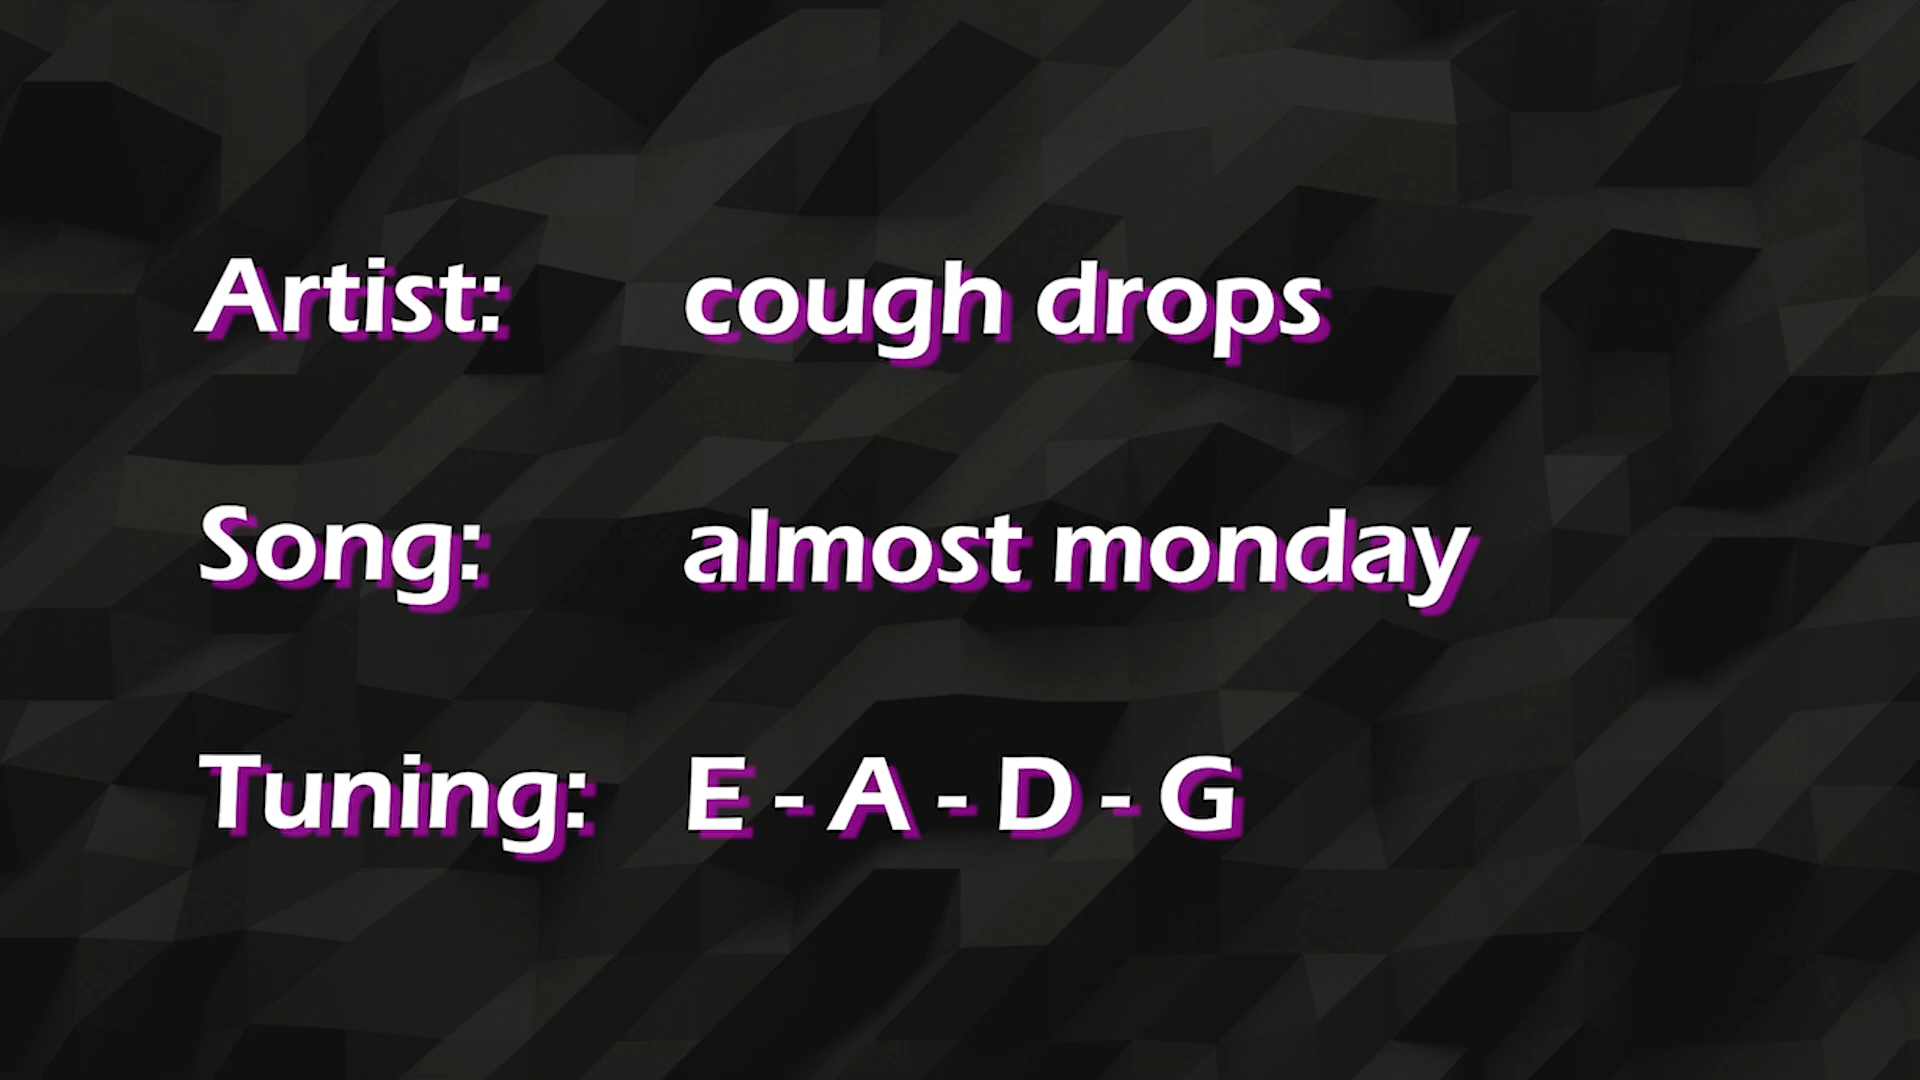 Artist: cough drops
Song: almost monday
Tuning: E - A - D - G